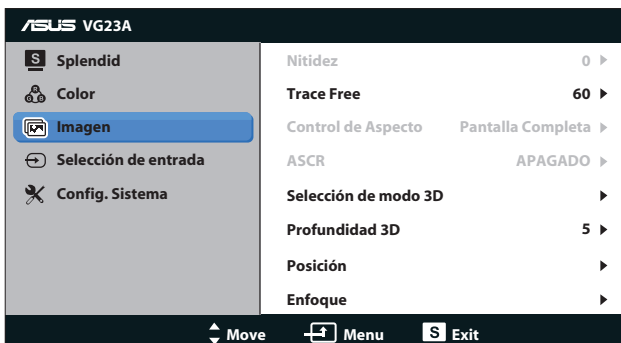 ASUS VG23A
S Splendid
Color
Imagen
Selección de entrada
Config. Sistema
Nitidez 0
Trace Free 60
Control de Aspecto Pantalla Completa
ASCR APAGADO
Selección de modo 3D
Profundidad 3D 5
Posición
Enfoque
Move Menu S Exit